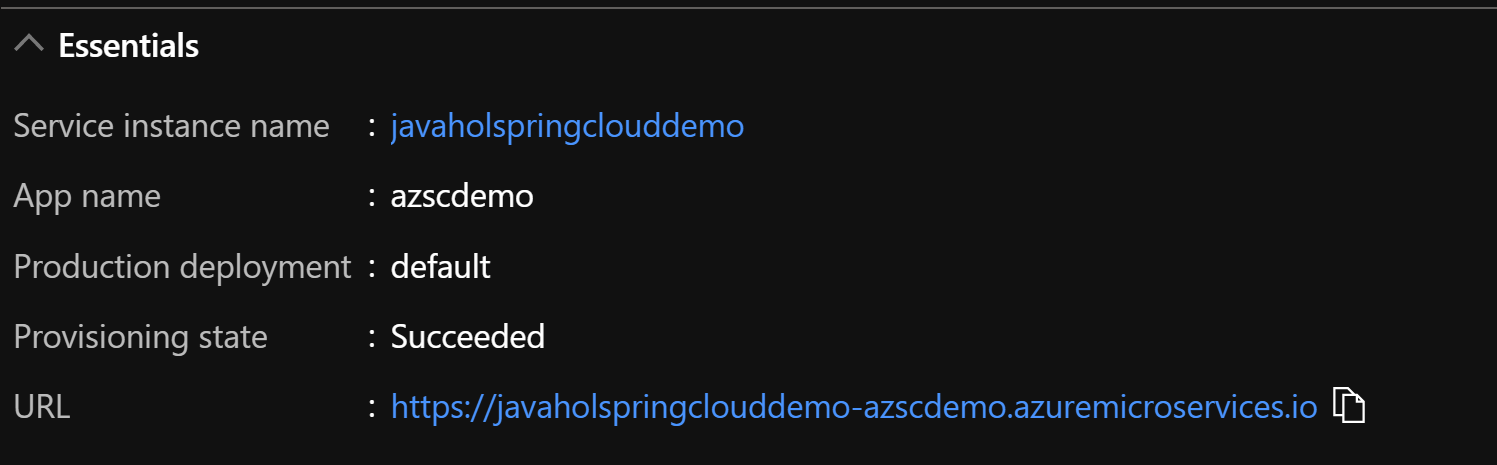 Essentials
Service instance name : javaholspringclouddemo
App name : azscdemo
Production deployment : default
Provisioning state : Succeeded
URL : https://javaholspringclouddemo-azscdemo.azuremicroservices.io